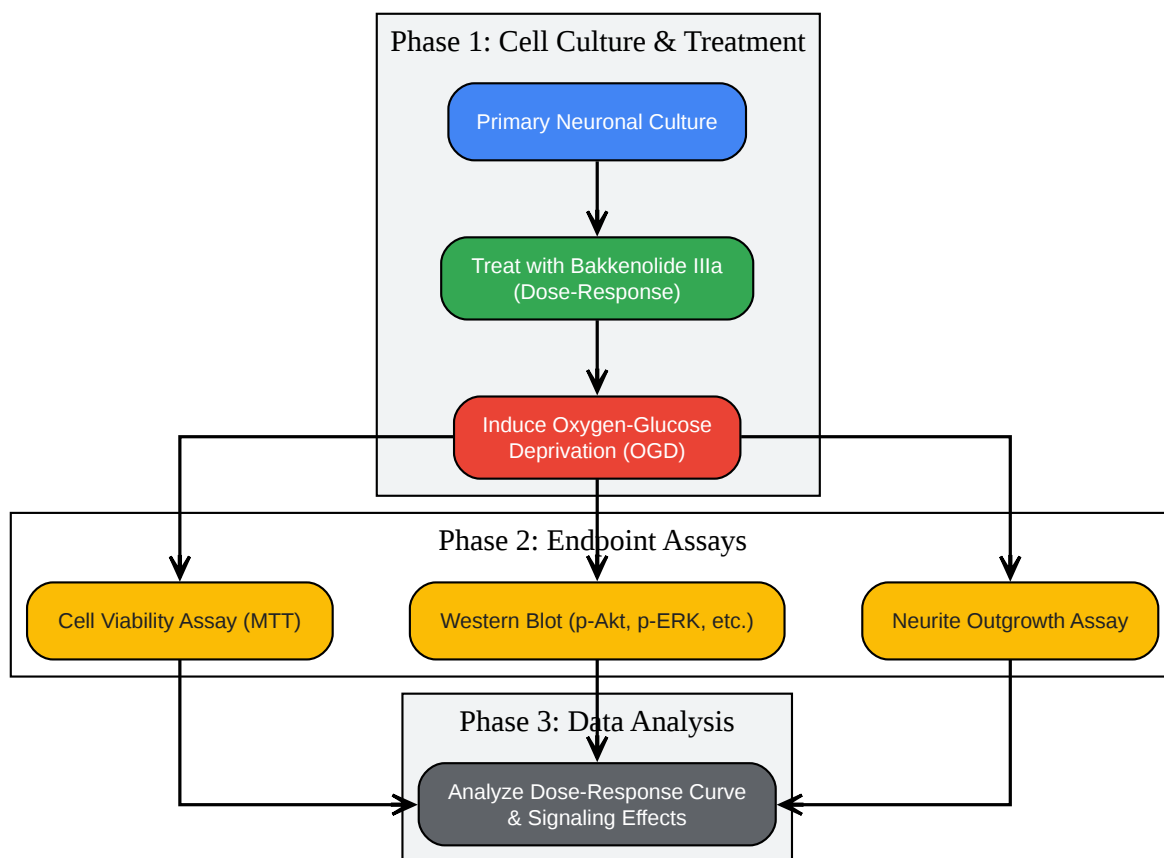 Phase 1: Cell Culture & Treatment
Primary Neuronal Culture
Treat with Bakkenolide IIIa
(Dose-Response)
Induce Oxygen-Glucose
Deprivation (OGD)
Phase 2: Endpoint Assays
Cell Viability Assay (MTT)
Western Blot (p-Akt, p-ERK, etc.)
Neurite Outgrowth Assay
Phase 3: Data Analysis
Analyze Dose-Response Curve
& Signaling Effects